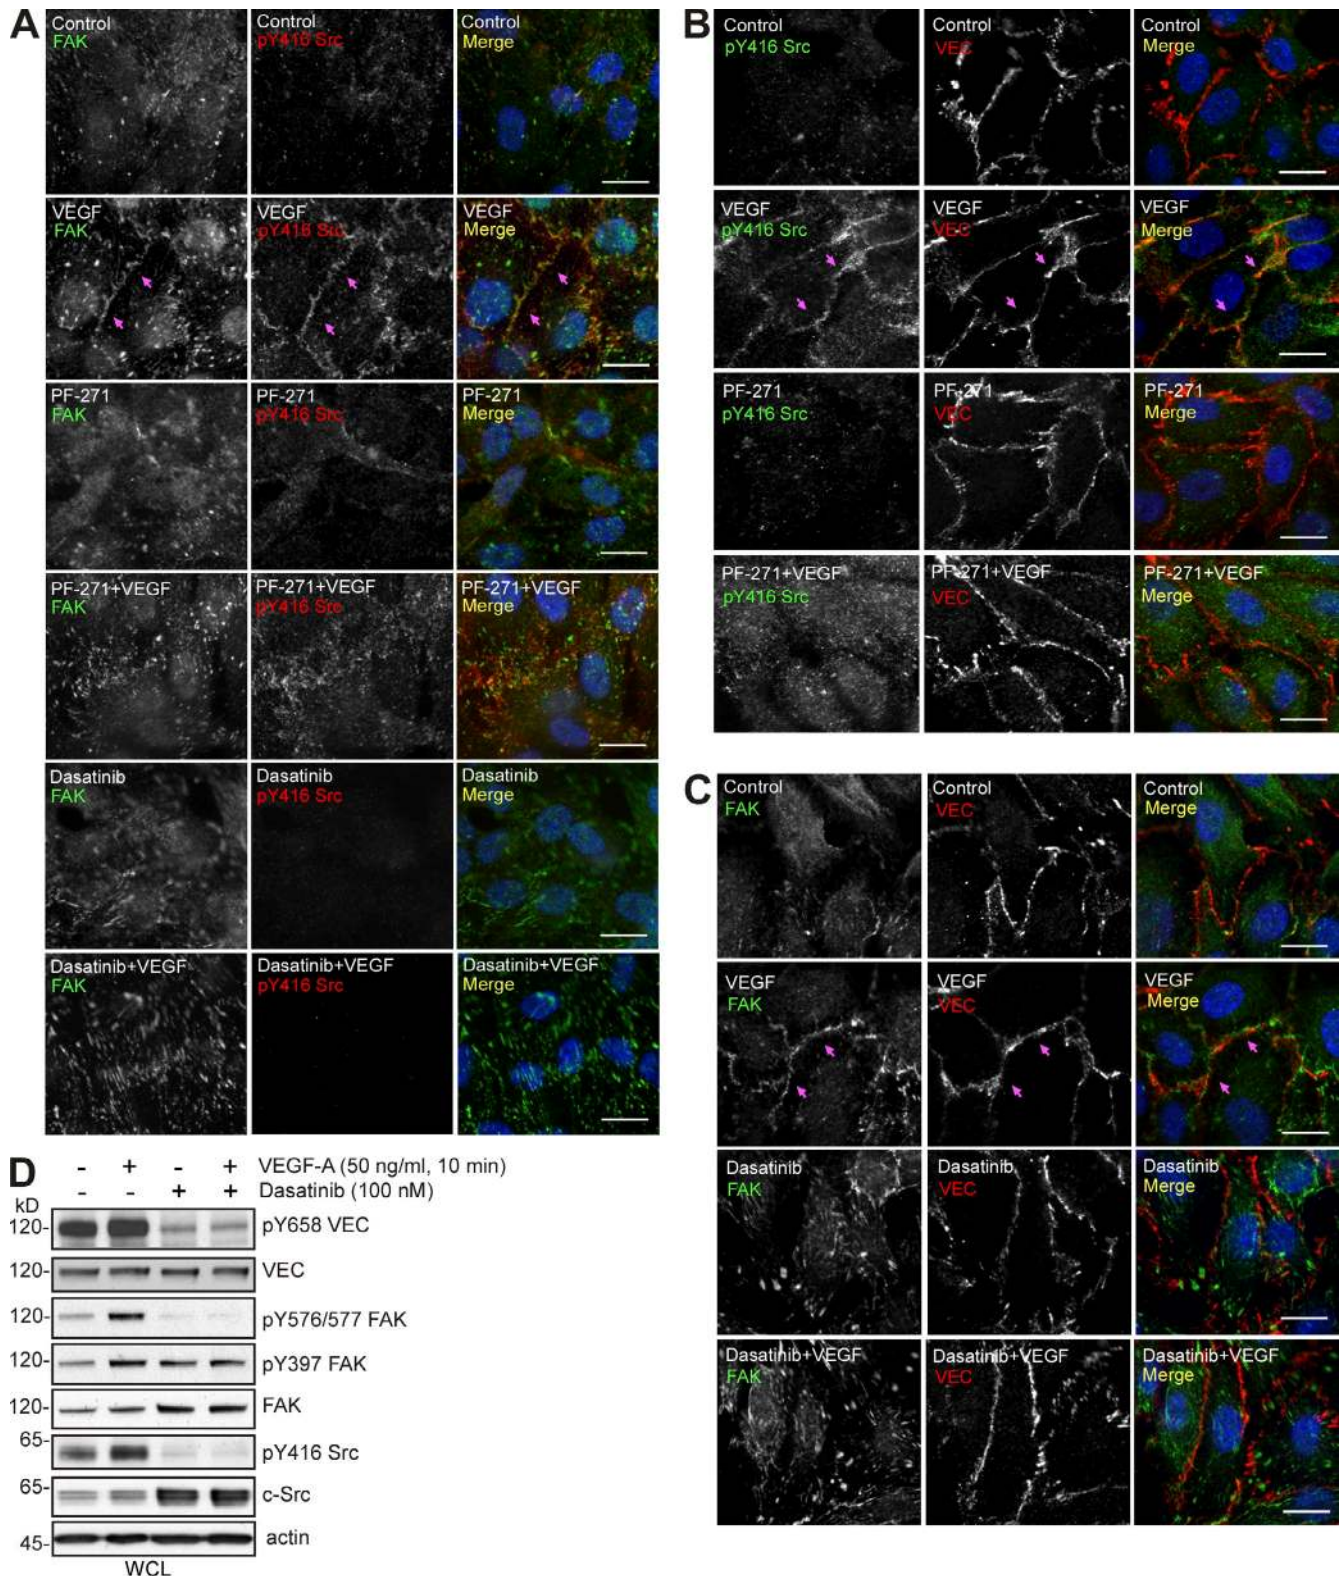 A
Control
FAK
Control
pY416 Src
Control
Merge
VEGF
FAK
VEGF
pY416 Src
VEGF
Merge
PF-271
FAK
PF-271
pY416 Src
PF-271
Merge
PF-271+VEGF
FAK
PF-271+VEGF
pY416 Src
PF-271+VEGF
Merge
Dasatinib
FAK
Dasatinib
pY416 Src
Dasatinib
Merge
Dasatinib+VEGF
FAK
Dasatinib+VEGF
pY416 Src
Dasatinib+VEGF
Merge
B
Control
pY416 Src
Control
VEC
Control
Merge
VEGF
pY416 Src
VEGF
VEC
VEGF
Merge
PF-271
pY416 Src
PF-271
VEC
PF-271
Merge
PF-271+VEGF
pY416 Src
PF-271+VEGF
VEC
PF-271+VEGF
Merge
C
Control
FAK
Control
VEC
Control
Merge
VEGF
FAK
VEGF
VEC
VEGF
Merge
Dasatinib
FAK
Dasatinib
VEC
Dasatinib
Merge
Dasatinib+VEGF
FAK
Dasatinib+VEGF
VEC
Dasatinib+VEGF
Merge
D
- + - + VEGF-A (50 ng/ml, 10 min)
- - + + Dasatinib (100 nM)
kD
120- pY658 VEC
120- VEC
120- pY576/577 FAK
120- pY397 FAK
120- FAK
65- pY416 Src
65- c-Src
45- actin
WCL